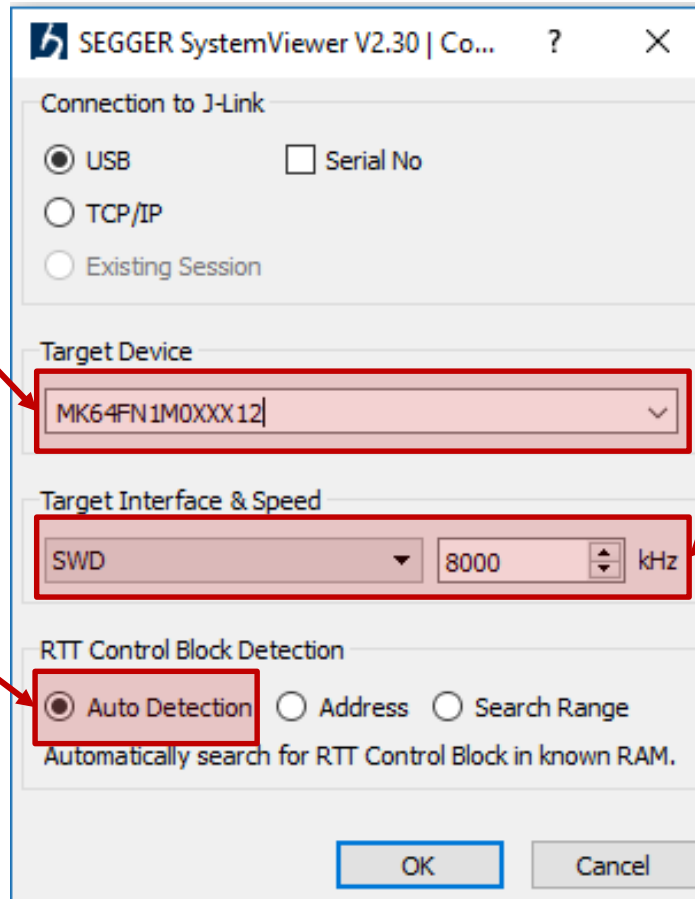 SEGGER SystemViewer V2.30 | Co... ?
Connection to J-Link
USB Serial No
TCP/IP
Existing Session
Target Device
MK64FN1M0XXX12
Target Interface & Speed
SWD 8000 kHz
RTT Control Block Detection
Auto Detection Address Search Range
Automatically search for RTT Control Block in known RAM.
OK Cancel